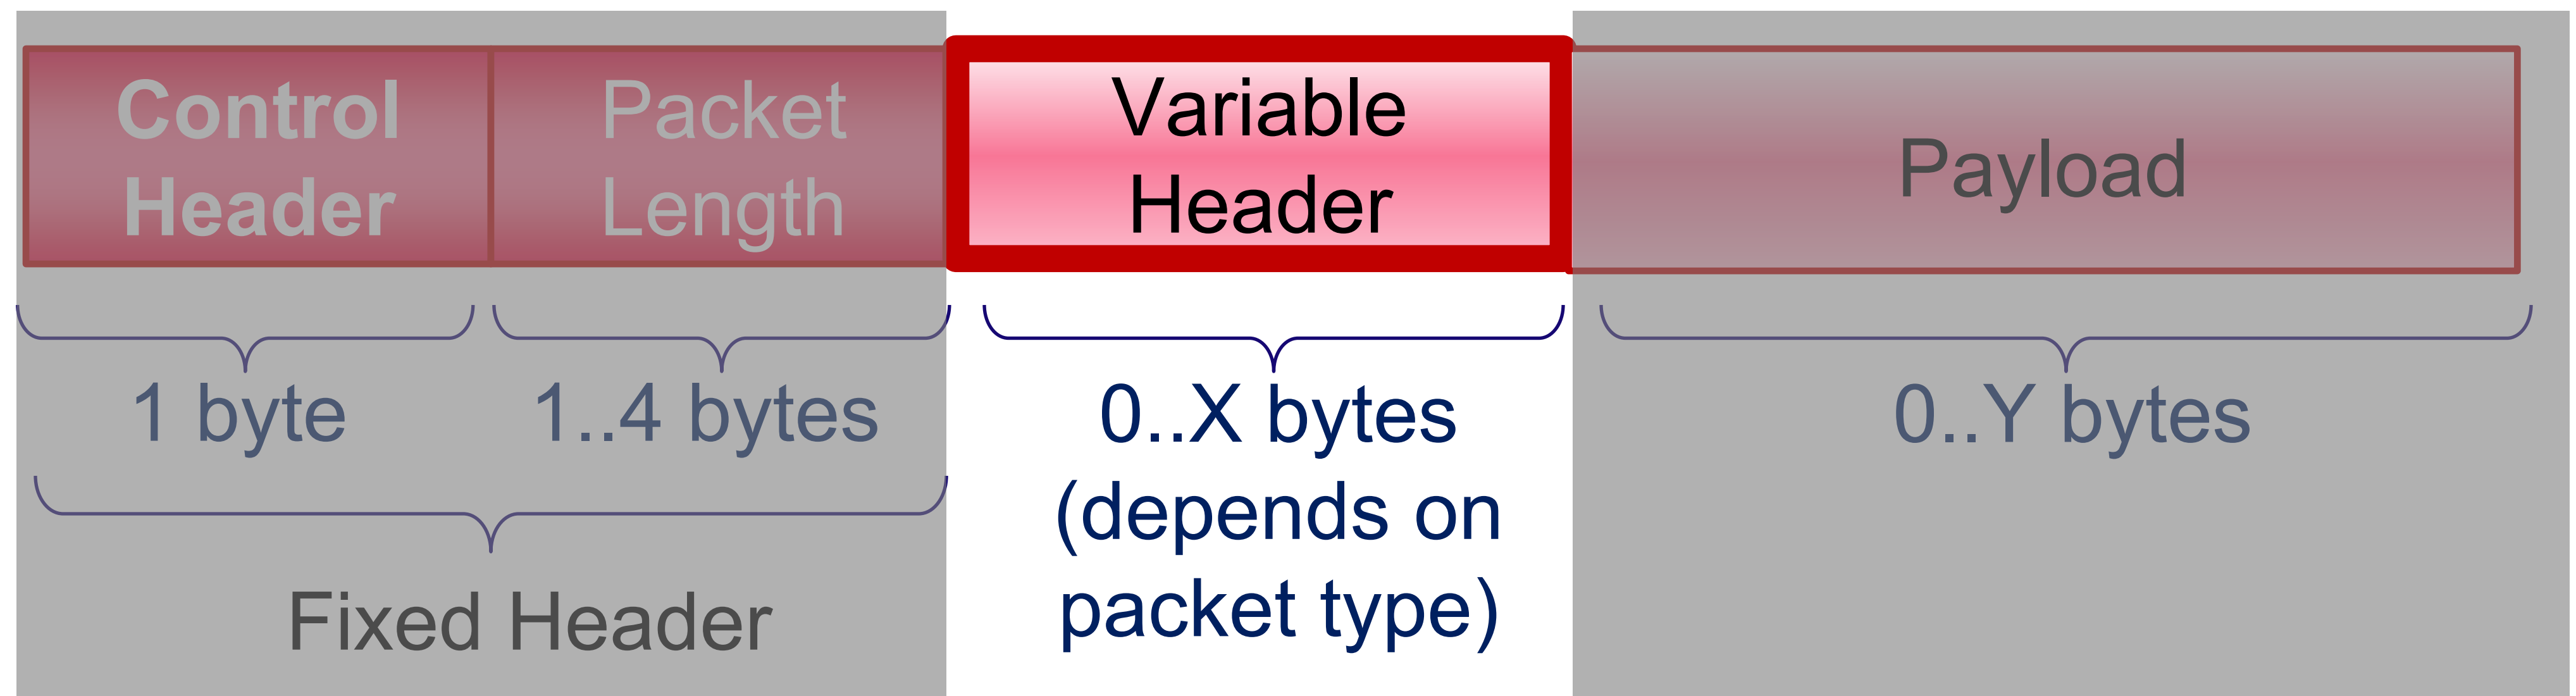 Control
Header
Packet
Length
Variable
Header
Payload
1 byte
1..4 bytes
0..X bytes
(depends on
packet type)
0..Y bytes
Fixed Header